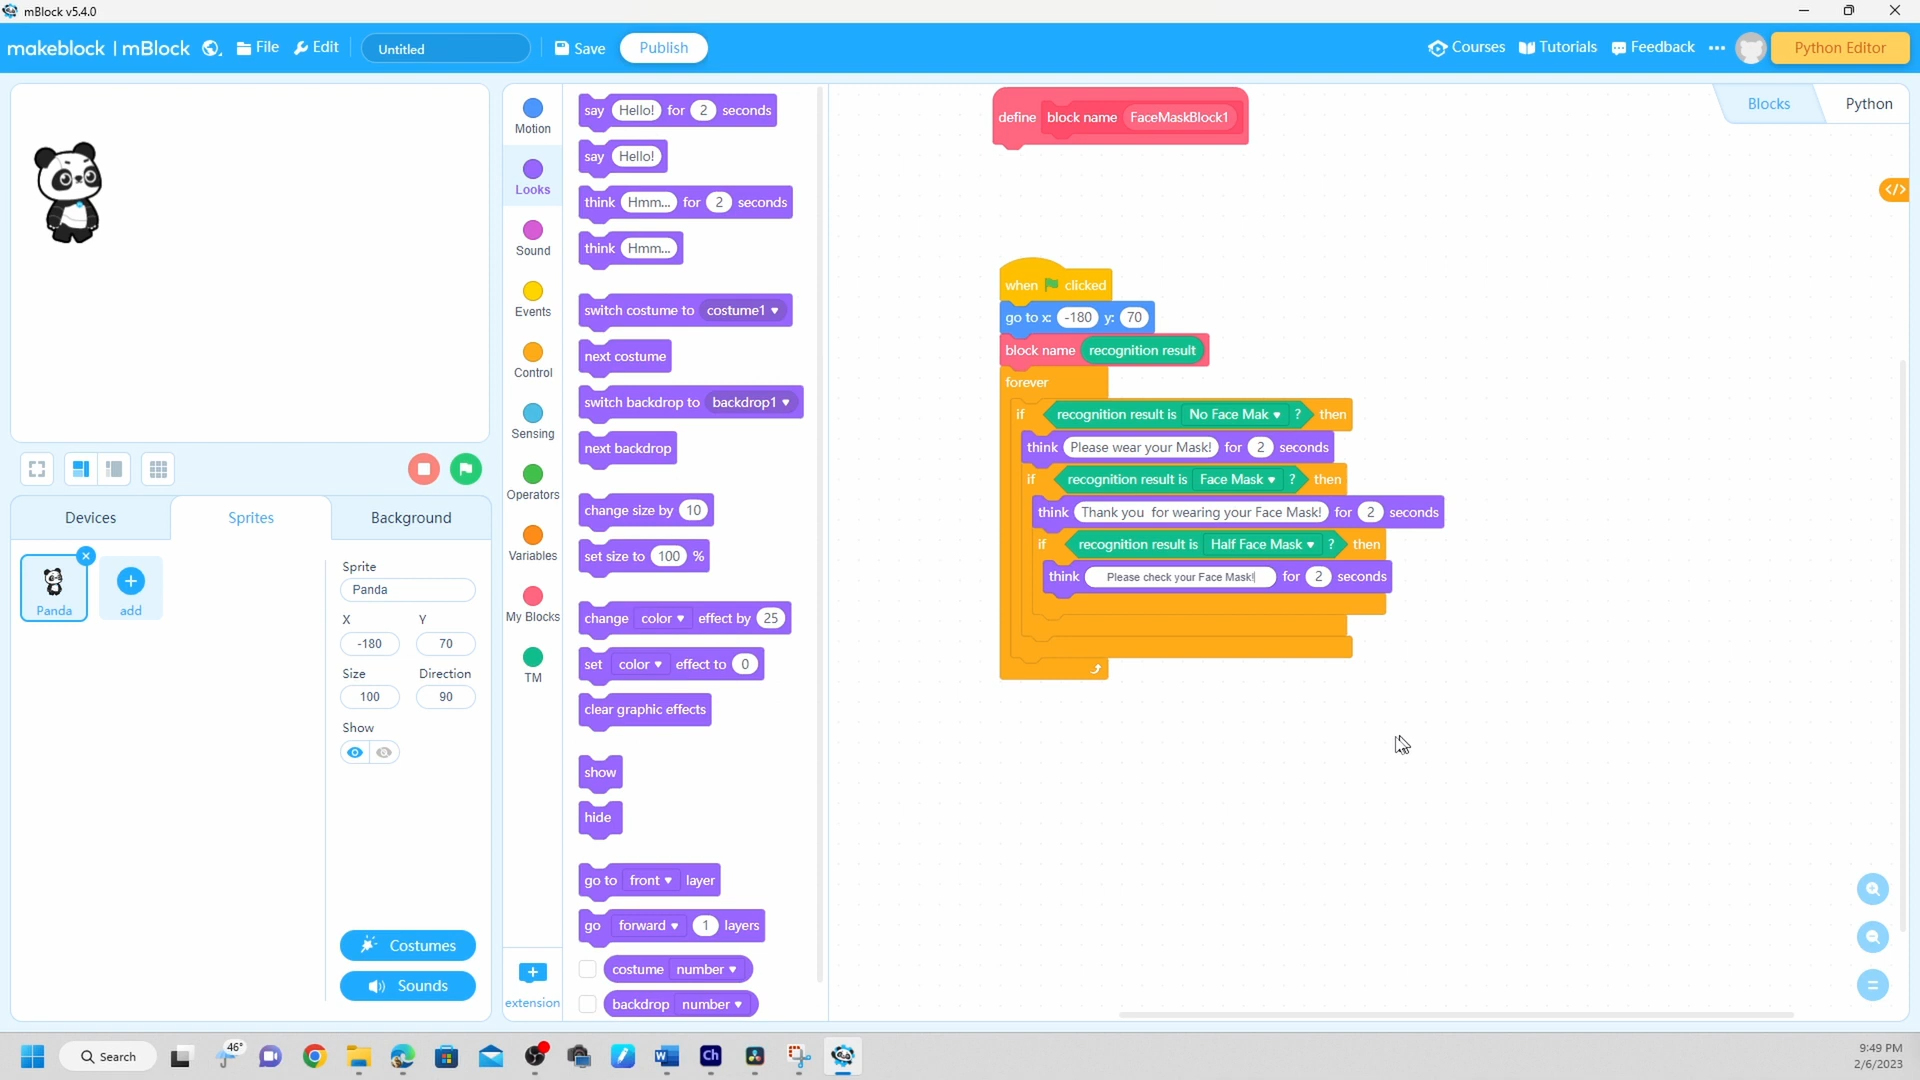 mBlock v5.4.0
makeblock | mBlock File Edit Untitled Save Publish Courses Tutorials Feedback Python Editor
Blocks Python
Motion
Looks
Sound
Events
Control
Sensing
Operators
Variables
My Blocks
TM
extension
say Hello! for 2 seconds
say Hello!
think Hmm... for 2 seconds
think Hmm...
switch costume to costume1
next costume
switch backdrop to backdrop1
next backdrop
change size by 10
set size to 100 %
change color effect by 25
set color effect to 0
clear graphic effects
show
hide
go to front layer
go forward 1 layers
costume number
backdrop number
define block name FaceMaskBlock1
when clicked
go to x: -180 y: 70
block name recognition result
forever
if recognition result is No Face Mak ? then
think Please wear your Mask! for 2 seconds
if recognition result is Face Mask ? then
think Thank you for wearing your Face Mask! for 2 seconds
if recognition result is Half Face Mask ? then
think Please check your Face Mask! for 2 seconds
Devices Sprites Background
Panda
add
Sprite
Panda
X Y
-180 70
Size Direction
100 90
Show
Costumes
Sounds
46°
Search
Ch
9:49 PM
2/6/2023